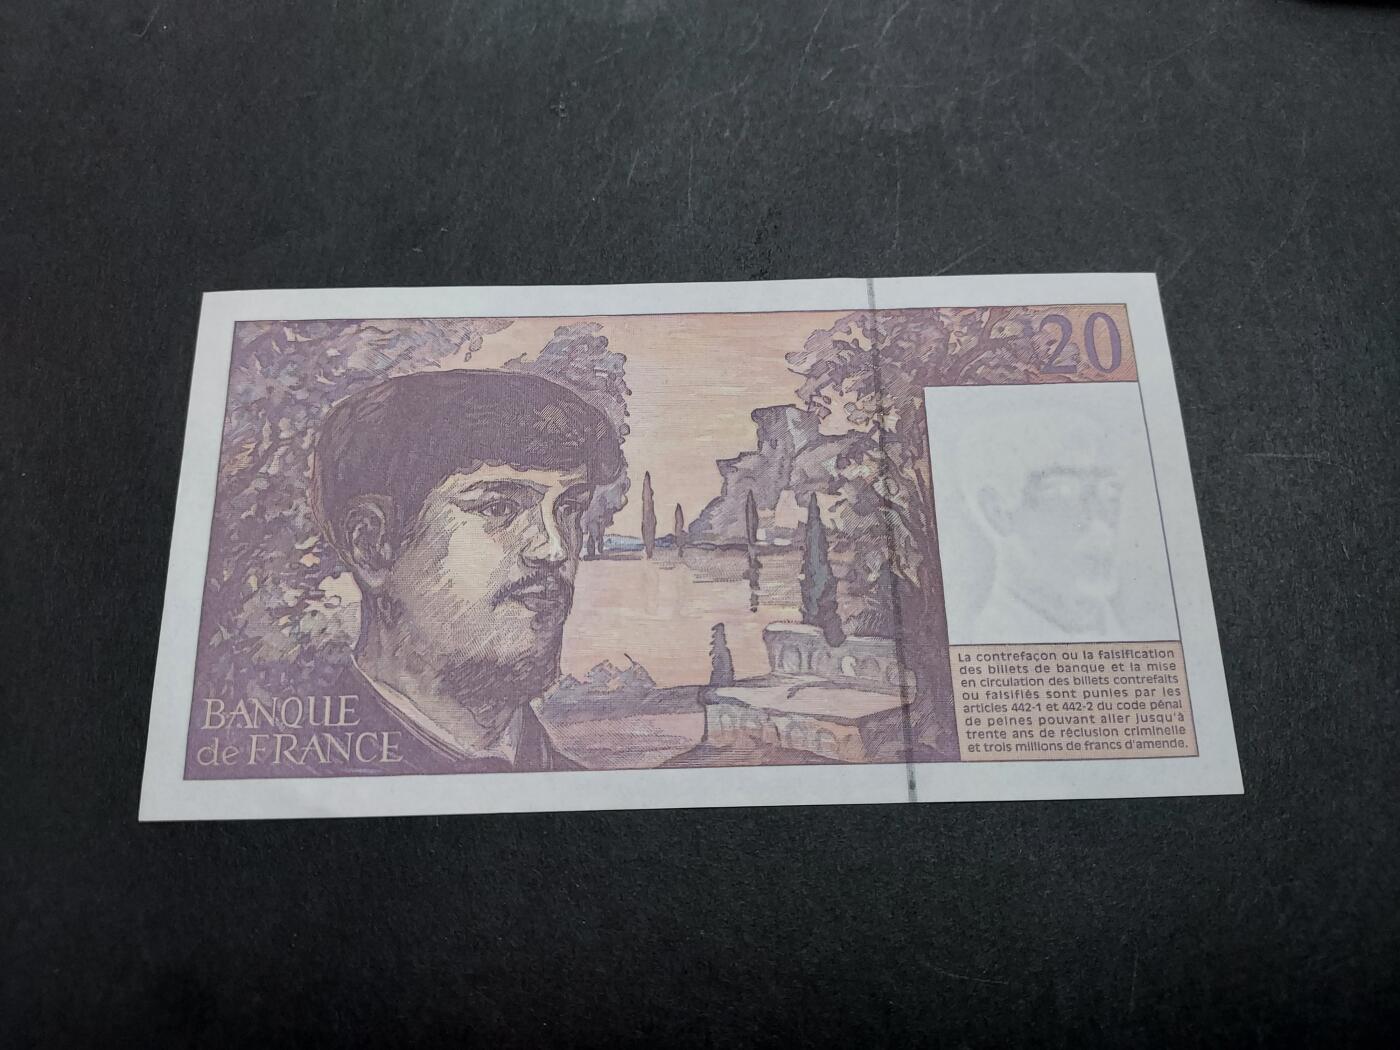 20
BANQUE
de FRANCE
La contrefaçon ou la falsification
des billets de banque et la mise
en circulation des billets contrefaits
ou falsifiés sont punies par les
articles 442-1 et 442-2 du code pénal
de peines pouvant aller jusqu'à
trente ans de réclusion criminelle
et trois millions de francs d'amende.